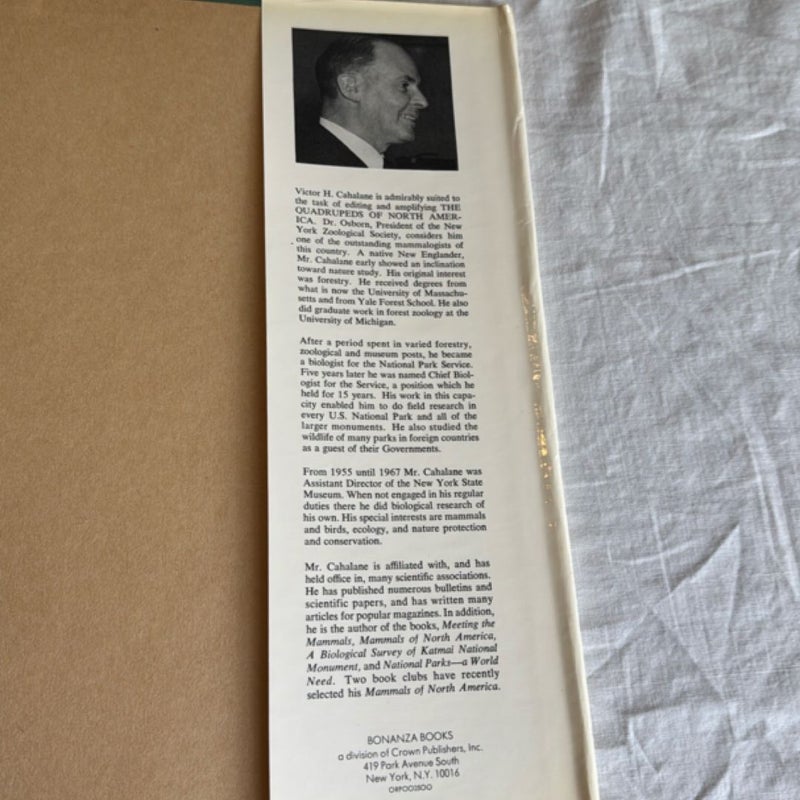 Victor H. Cahalane is admirably suited to
the task of editing and amplifying THE
QUADRUPEDS OF NORTH AMER-
ICA. Dr. Osborn, President of the New
York Zoological Society, considers him
one of the outstanding mammalogists of
this country. A native New Englander,
Mr. Cahalane early showed an inclination
toward nature study. His original interest
was forestry. He received degrees from
what is now the University of Massachu-
setts and from Yale Forest School. He also
did graduate work in forest zoology at the
University of Michigan.
After a period spent in varied forestry,
zoological and museum posts, he became
a biologist for the National Park Service.
Five years later he was named Chief Biol-
ogist for the Service, a position which he
held for 15 years. His work in this capa-
city enabled him to do field research in
every U.S. National Park and all of the
larger monuments. He also studied the
wildlife of many parks in foreign countries
as a guest of their Governments.
From 1955 until 1967 Mr. Cahalane was
Assistant Director of the New York State
Museum. When not engaged in his regular
duties there he did biological research of
his own. His special interests are mammals
and birds, ecology, and nature protection
and conservation.
Mr. Cahalane is affiliated with, and has
held office in, many scientific associations.
He has published numerous bulletins and
scientific papers, and has written many
articles for popular magazines. In addition,
he is the author of the books, Meeting the
Mammals, Mammals of North America,
A Biological Survey of Katmai National
Monument, and National Parks—a World
Need. Two book clubs have recently
selected his Mammals of North America.
BONANZA BOOKS
a division of Crown Publishers, Inc.
419 Park Avenue South
New York, N.Y. 10016